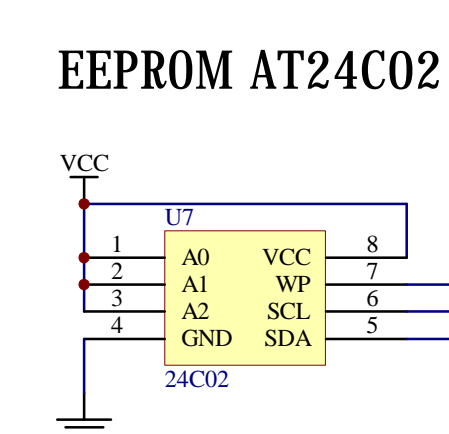 EEPROM AT24C02
VCC
U7
1 A0 VCC 8
2 A1 WP 7
3 A2 SCL 6
4 GND SDA 5
24C02